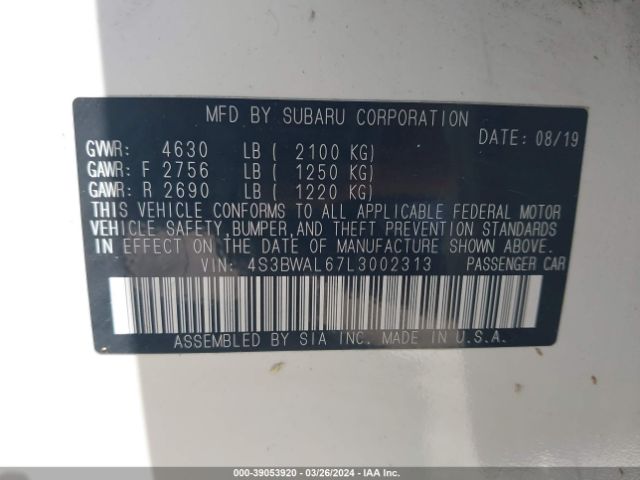 MFD BY SUBARU CORPORATION
DATE: 08/19
GVWR: 4630 LB ( 2100 KG)
GAWR: F 2756 LB ( 1250 KG)
GAWR: R 2690 LB ( 1220 KG)
THIS VEHICLE CONFORMS TO ALL APPLICABLE FEDERAL MOTOR
VEHICLE SAFETY, BUMPER, AND THEFT PREVENTION STANDARDS
IN EFFECT ON THE DATE OF MANUFACTURE SHOWN ABOVE.
VIN: 4S3BWAL67L3002313 PASSENGER CAR
ASSEMBLED BY SIA INC. MADE IN U.S.A.
000-39053920 - 03/26/2024 - IAAI.COM